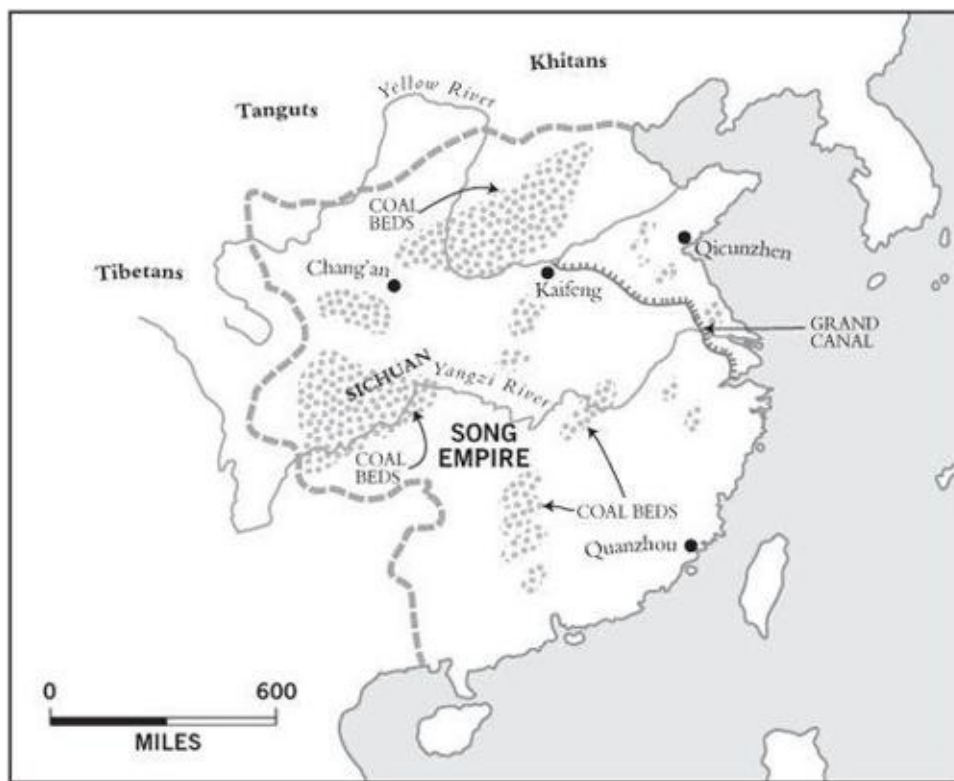 Khitans
Yellow River
Tanguts
COAL
BEDS
Qicunzhen
Tibetans
Chang'an
Kaifeng
GRAND
CANAL
SICHUAN
Yangzi River
SONG
EMPIRE
COAL
BEDS
COAL BEDS
Quanzhou
0 600
MILES